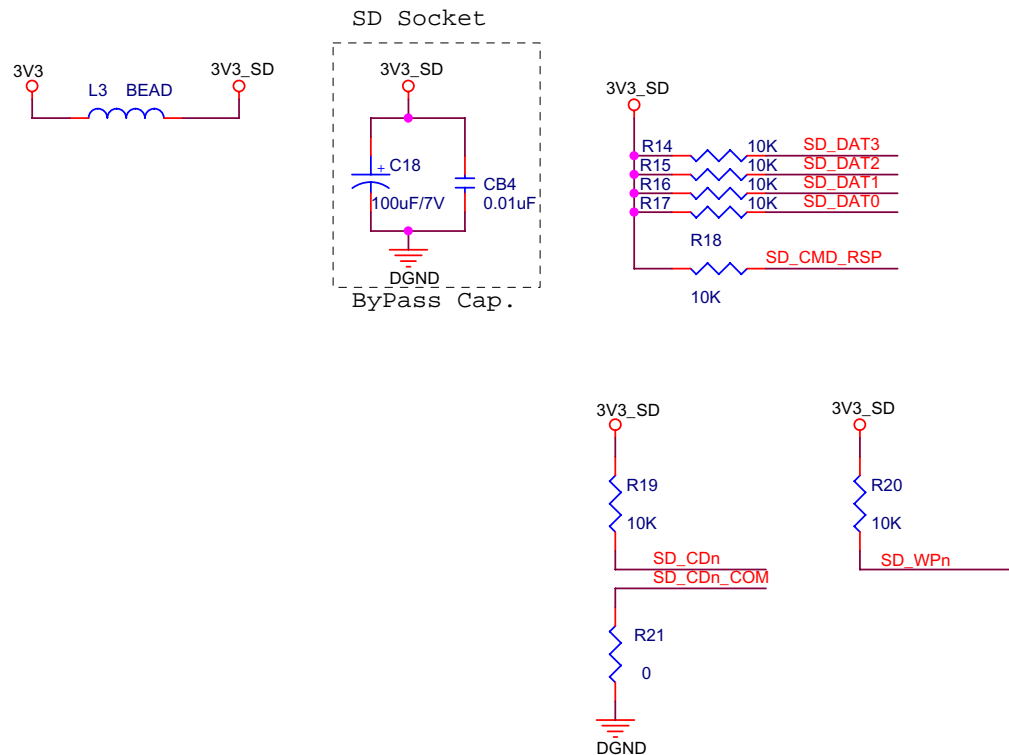 SD Socket
3V3
3V3_SD
L3 BEAD
3V3_SD
+
C18
100uF/7V
CB4
0.01uF
DGND
ByPass Cap.
3V3_SD
R14 10K SD_DAT3
R15 10K SD_DAT2
R16 10K SD_DAT1
R17 10K SD_DAT0
R18
SD_CMD_RSP
10K
3V3_SD
R19
10K
SD_CDn
SD_CDn_COM
R21
0
DGND
3V3_SD
R20
10K
SD_WPn